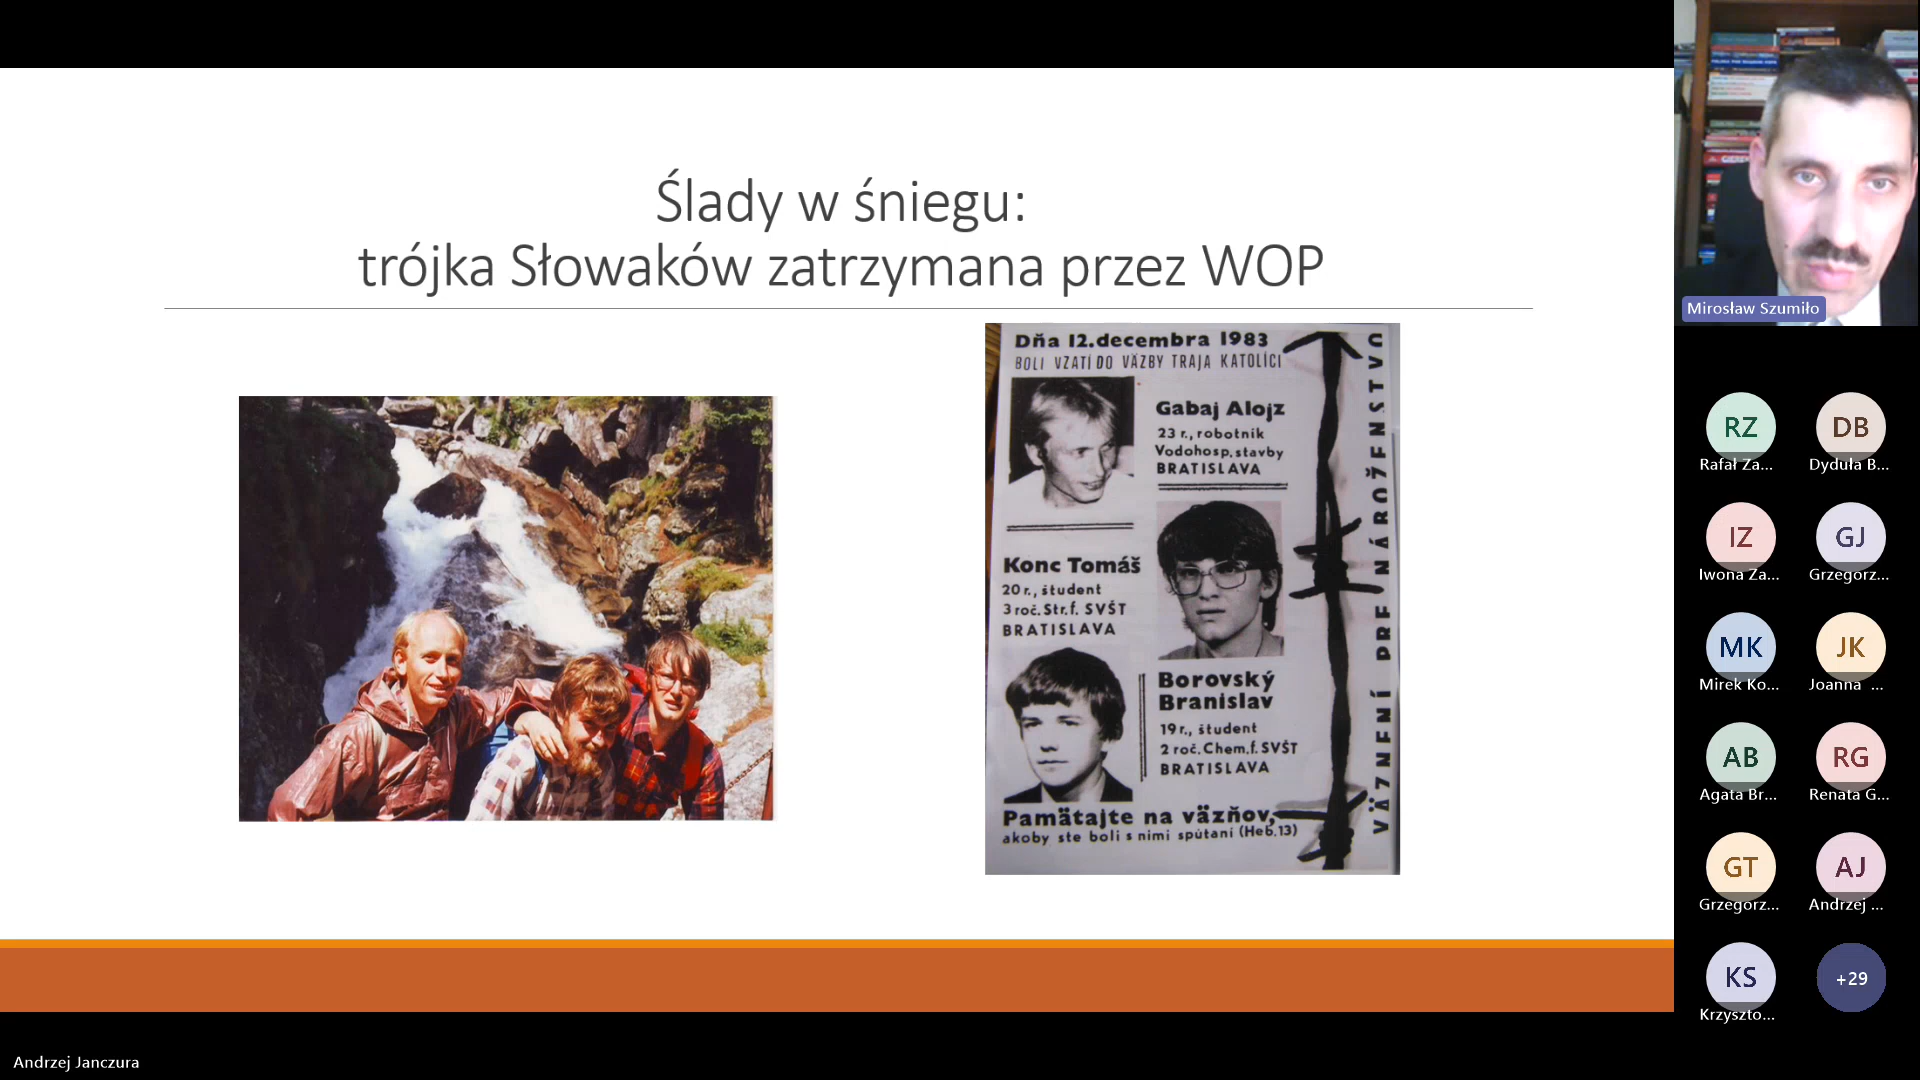 Ślady w śniegu:
trójka Słowaków zatrzymana przez WOP
Dňa 12.decembra 1983
BOLI VZATÍ DO VÄZBY TRAJA KATOLÍCI
Gabaj Alojz
23 r., robotník
Vodohosp.stavby
BRATISLAVA
Konc Tomáš
20 r., študent
3 roč. Str.f. SVŠT
BRATISLAVA
Borovský
Branislav
19 r., študent
2 roč. Chem.f. SVŠT
BRATISLAVA
Pamätajte na väzňov,
akoby ste boli s nimi spútaní (Heb.13)
VÄZNENÍ PRE NÁBOŽENSTVO
Mirosław Szumiło
RZ
Rafał Za...
DB
Dyduła B...
IZ
Iwona Za...
GJ
Grzegorz...
MK
Mirek Ko...
JK
Joanna ...
AB
Agata Br...
RG
Renata G...
GT
Grzegorz...
AJ
Andrzej ...
KS
Krzyszto...
+29
Andrzej Janczura